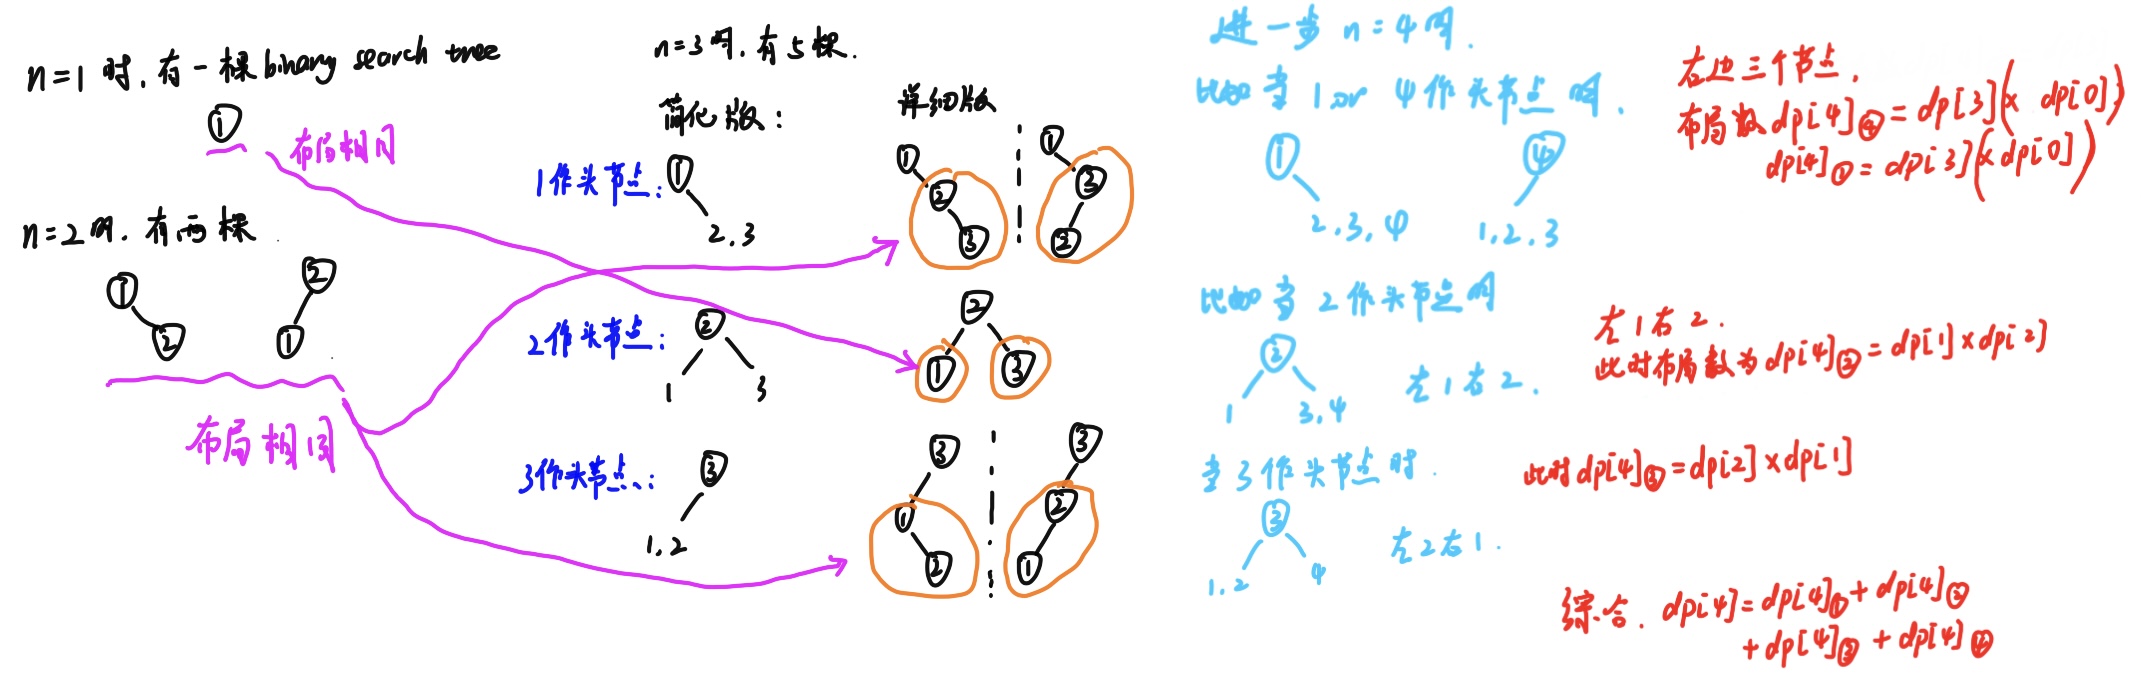 n=1 时. 有一棵 binary search tree
①
布局相同
n=2 时. 有两棵
① ②
② ①
布局相同
n=3 时. 有 5 棵.
简化版: 详细版
1作头节点: ①
2.3
① ①
② ③
③ ②
2作头节点: ②
1 3
②
① ③
3作头节点: ③
1.2
③ ③
① ②
② ①
进一步 n=4 时.
比如当 1 or 4作头节点时.
① ④
2.3.4 1.2.3
比如当 2 作头节点时
②
1 3.4
左1右2.
当3作头节点时.
③
1.2 4
左2右1.
右边三个节点.
布局数 dp[4]④ = dp[3](× dp[0])
dp[4]① = dp[3](× dp[0])
左1右2.
此时布局数为 dp[4]② = dp[1] × dp[2]
此时 dp[4]③ = dp[2] × dp[1]
综合. dp[4] = dp[4]① + dp[4]②
+ dp[4]③ + dp[4]④